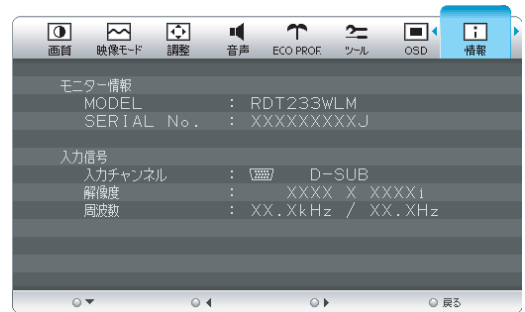 画質 映像モード 調整 音声 ECO PROF. ツール OSD 情報
モニター情報
MODEL : RDT233WLM
SERIAL No. : XXXXXXXXXJ
入力信号
入力チャンネル : D-SUB
解像度 : XXXX X XXXXi
周波数 : XX.XkHz / XX.XHz
戻る